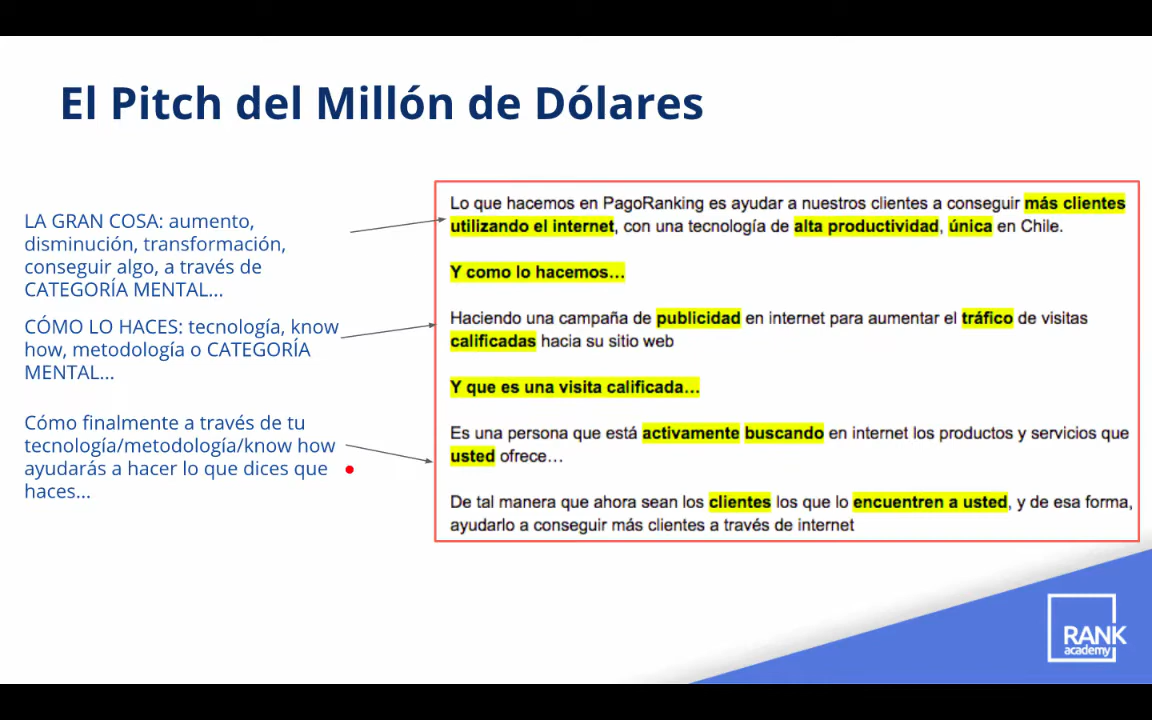 El Pitch del Millón de Dólares
LA GRAN COSA: aumento,
disminución, transformación,
conseguir algo, a través de
CATEGORÍA MENTAL...
CÓMO LO HACES: tecnología, know
how, metodología o CATEGORÍA
MENTAL...
Cómo finalmente a través de tu
tecnología/metodología/know how
ayudarás a hacer lo que dices que
haces...
Lo que hacemos en PagoRanking es ayudar a nuestros clientes a conseguir más clientes
utilizando el internet, con una tecnología de alta productividad, única en Chile.
Y como lo hacemos...
Haciendo una campaña de publicidad en internet para aumentar el tráfico de visitas
calificadas hacia su sitio web
Y que es una visita calificada...
Es una persona que está activamente buscando en internet los productos y servicios que
usted ofrece...
De tal manera que ahora sean los clientes los que lo encuentren a usted, y de esa forma,
ayudarlo a conseguir más clientes a través de internet
RANK
academy